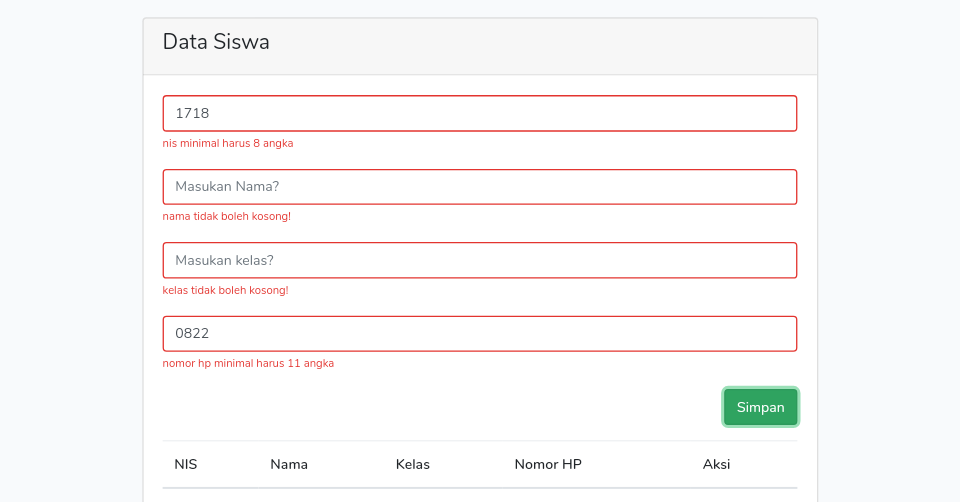 Data Siswa
1718
nis minimal harus 8 angka
Masukan Nama?
nama tidak boleh kosong!
Masukan kelas?
kelas tidak boleh kosong!
0822
nomor hp minimal harus 11 angka
Simpan
NIS Nama Kelas Nomor HP Aksi